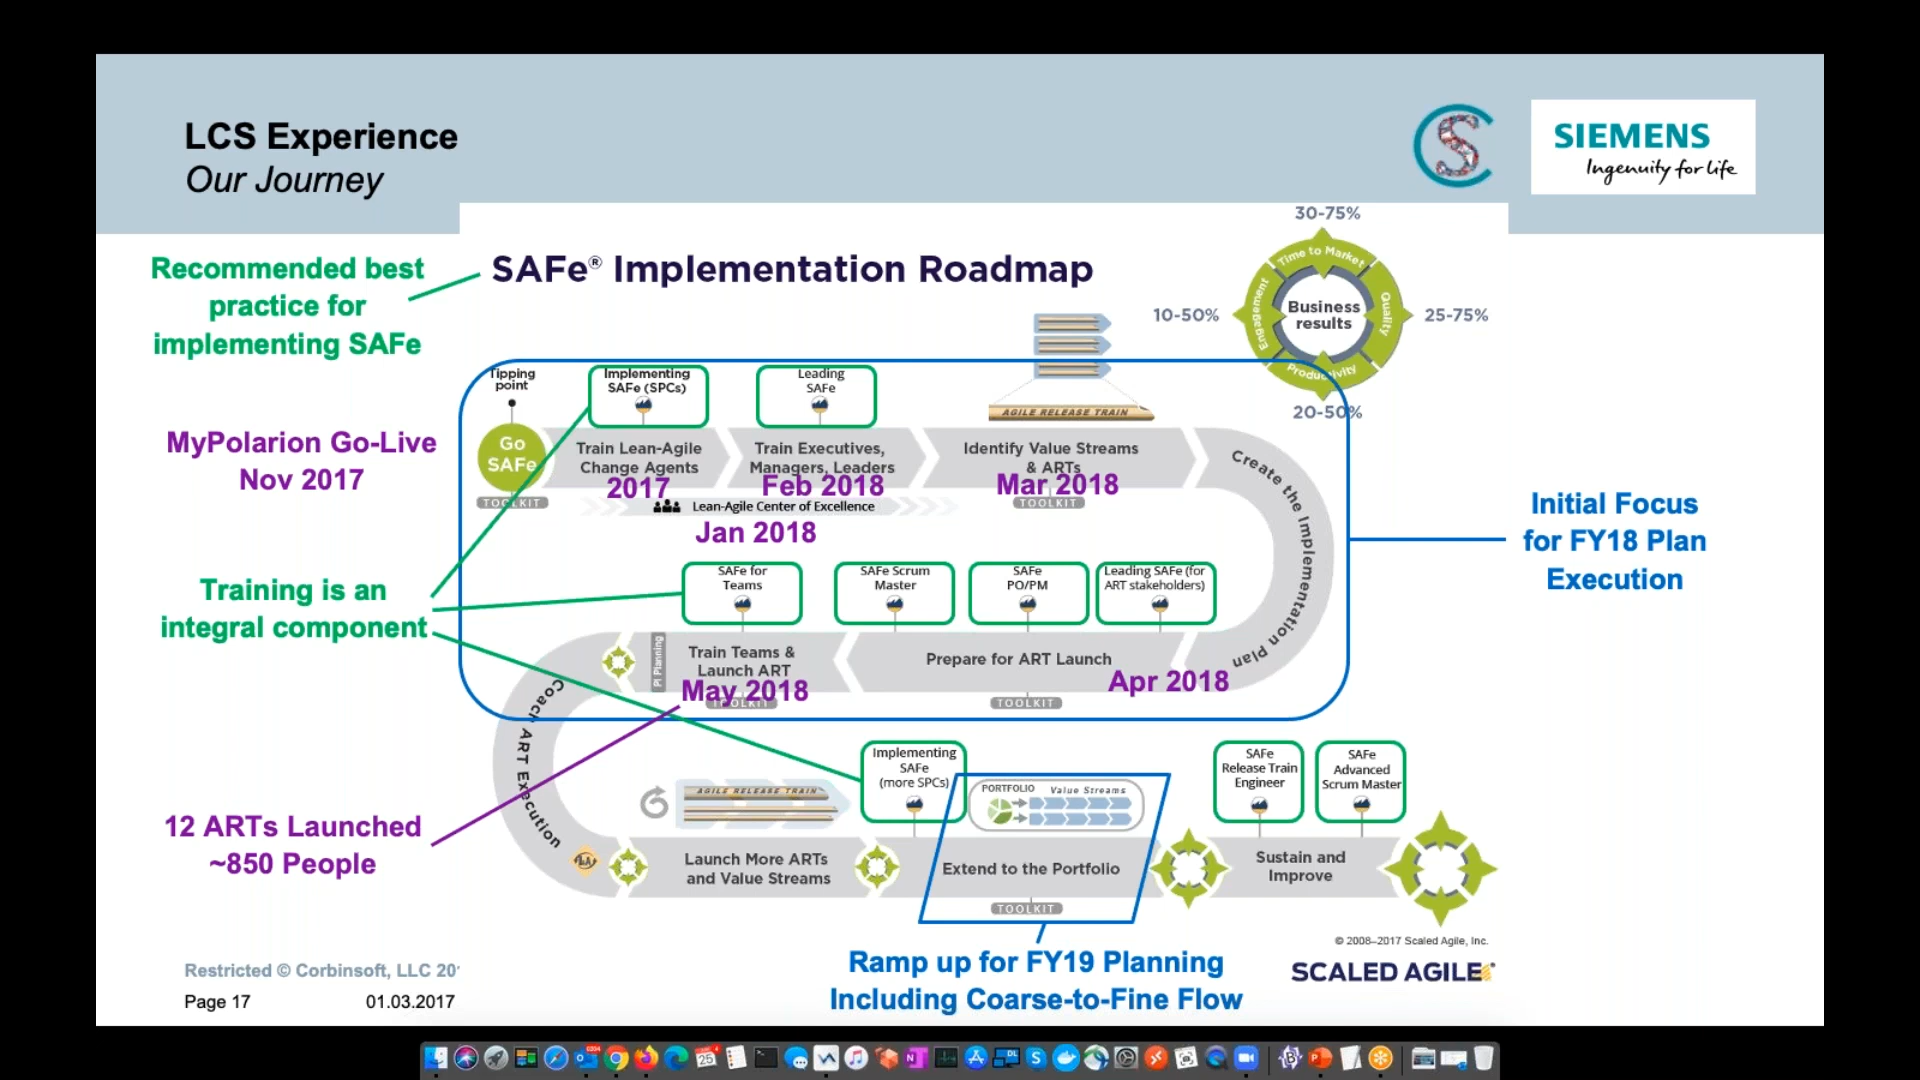 LCS Experience
Our Journey
SIEMENS
Ingenuity for life
Recommended best
practice for
implementing SAFe
SAFe® Implementation Roadmap
30-75%
Time to Market
10-50%
Engagement
Business
results
Quality
25-75%
Productivity
20-50%
Tipping
point
Implementing
SAFe (SPCs)
Leading
SAFe
AGILE RELEASE TRAIN
MyPolarion Go-Live
Nov 2017
Go
SAFe
TOOLKIT
Train Lean-Agile
Change Agents
2017
Train Executives,
Managers, Leaders
Feb 2018
Identify Value Streams
& ARTs
Mar 2018
TOOLKIT
Lean-Agile Center of Excellence
Jan 2018
Create the Implementation Plan
Initial Focus
for FY18 Plan
Execution
Training is an
integral component
SAFe for
Teams
SAFe Scrum
Master
SAFe
PO/PM
Leading SAFe (for
ART stakeholders)
PI Planning
Train Teams &
Launch ART
May 2018
TOOLKIT
Prepare for ART Launch
Apr 2018
TOOLKIT
Coach ART Execution
12 ARTs Launched
~850 People
I&A
AGILE RELEASE TRAIN
Launch More ARTs
and Value Streams
Implementing
SAFe
(more SPCs)
PORTFOLIO
Value Streams
Extend to the Portfolio
TOOLKIT
SAFe
Release Train
Engineer
SAFe
Advanced
Scrum Master
Sustain and
Improve
Ramp up for FY19 Planning
Including Coarse-to-Fine Flow
© 2008–2017 Scaled Agile, Inc.
SCALED AGILE
Restricted © Corbinsoft, LLC 20
Page 17
01.03.2017
25
DL